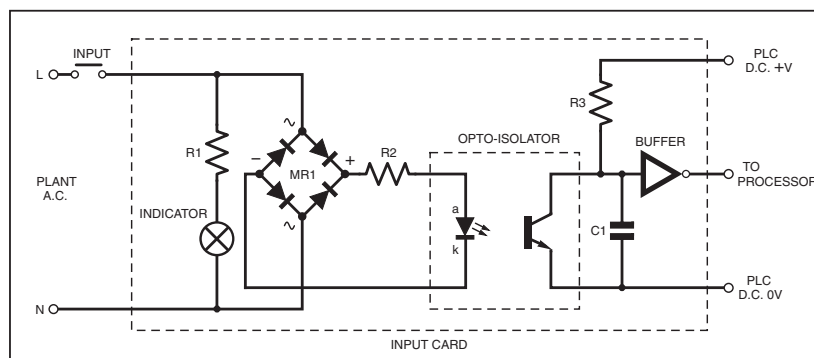 INPUT
L
PLC
D.C. +V
R3
OPTO-ISOLATOR
BUFFER
R1
~
– MR1 +
R2
~
PLANT
A.C.
INDICATOR
a
k
C1
TO
PROCESSOR
N
PLC
D.C. 0V
INPUT CARD